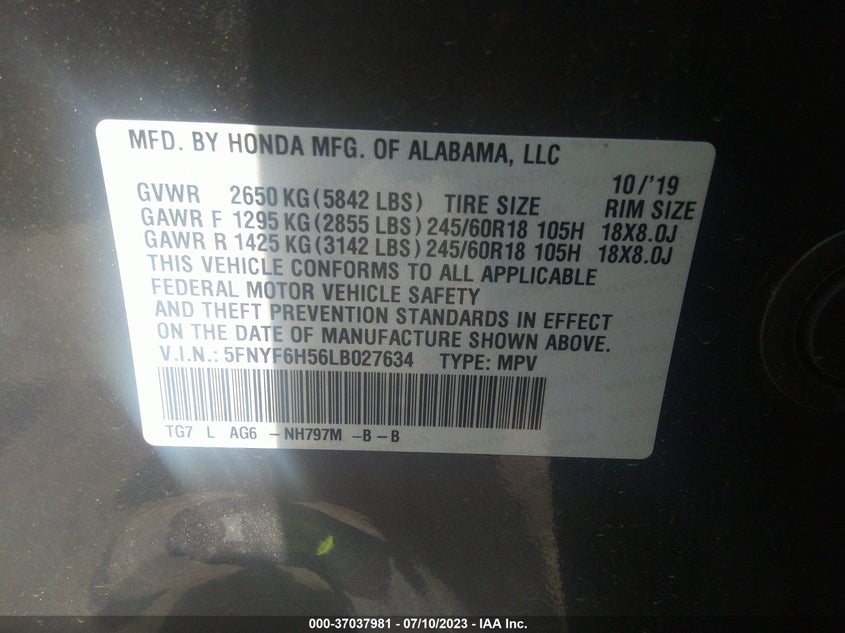 MFD. BY HONDA MFG. OF ALABAMA, LLC
10/'19
GVWR 2650 KG (5842 LBS) TIRE SIZE RIM SIZE
GAWR F 1295 KG (2855 LBS) 245/60R18 105H 18X8.0J
GAWR R 1425 KG (3142 LBS) 245/60R18 105H 18X8.0J
THIS VEHICLE CONFORMS TO ALL APPLICABLE
FEDERAL MOTOR VEHICLE SAFETY
AND THEFT PREVENTION STANDARDS IN EFFECT
ON THE DATE OF MANUFACTURE SHOWN ABOVE.
V.I.N.: 5FNYF6H56LB027634 TYPE: MPV
TG7 L AG6 – NH797M –B – B
000-37037981 - 07/10/2023 - IAA Inc.